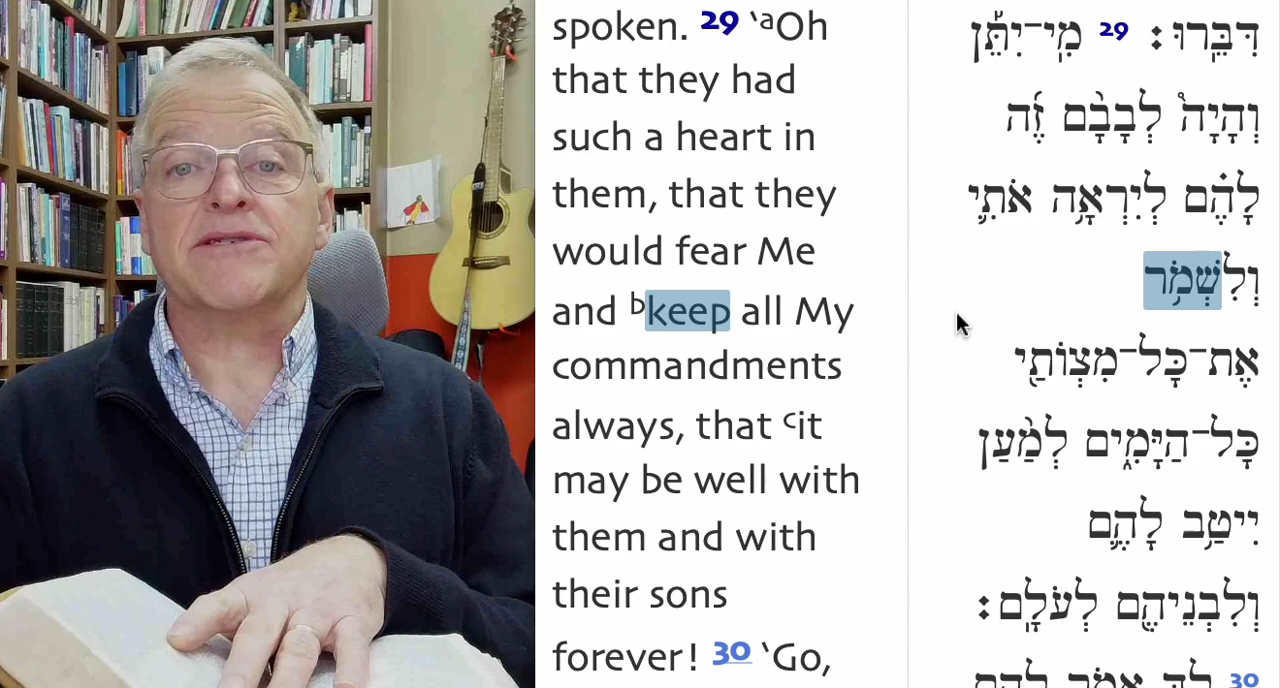 spoken. 29 ‘ᵃOh
that they had
such a heart in
them, that they
would fear Me
and ᵇkeep all My
commandments
always, that ᶜit
may be well with
them and with
their sons
forever! 30 ‘Go,
דִּבֵּֽרוּ׃ 29 מִֽי־יִתֵּ֡ן
וְהָיָה֩ לְבָבָ֨ם זֶ֜ה
לָהֶ֗ם לְיִרְאָ֥ה אֹתִ֛י
וְלִשְׁמֹ֥ר
אֶת־כָּל־מִצְוֺתַ֖י
כָּל־הַיָּמִ֑ים לְמַ֨עַן
יִיטַ֥ב לָהֶ֛ם
וְלִבְנֵיהֶ֖ם לְעֹלָֽם׃
30 לֵ֖ךְ אֱמֹ֣ר לָהֶ֑ם